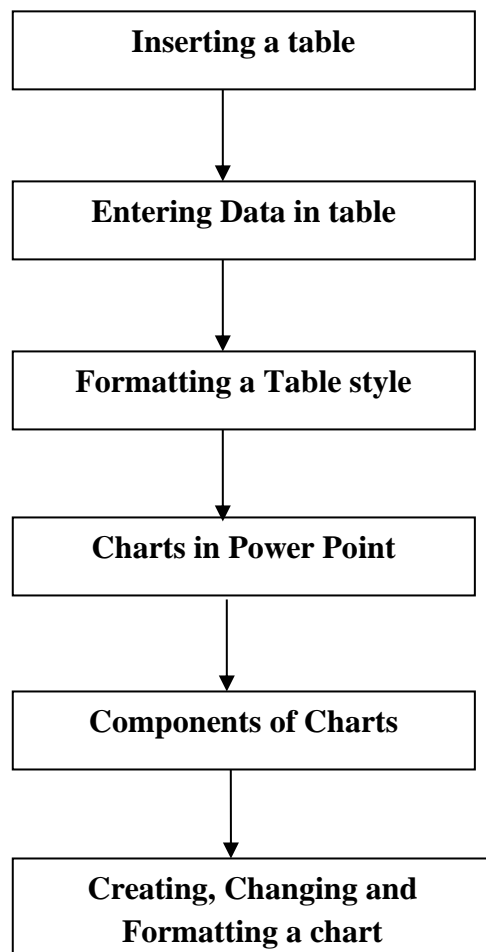 Inserting a table
Entering Data in table
Formatting a Table style
Charts in Power Point
Components of Charts
Creating, Changing and
Formatting a chart